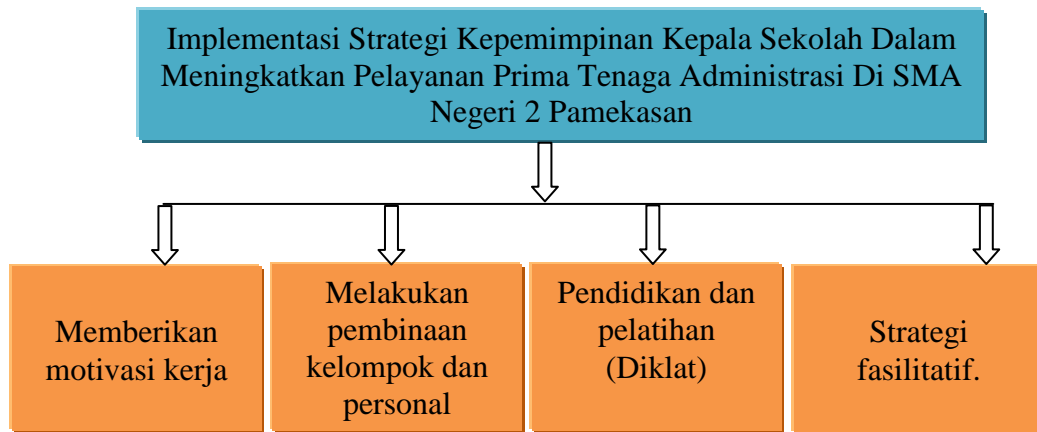 Implementasi Strategi Kepemimpinan Kepala Sekolah Dalam
Meningkatkan Pelayanan Prima Tenaga Administrasi Di SMA
Negeri 2 Pamekasan
Memberikan
motivasi kerja
Melakukan
pembinaan
kelompok dan
personal
Pendidikan dan
pelatihan
(Diklat)
Strategi
fasilitatif.